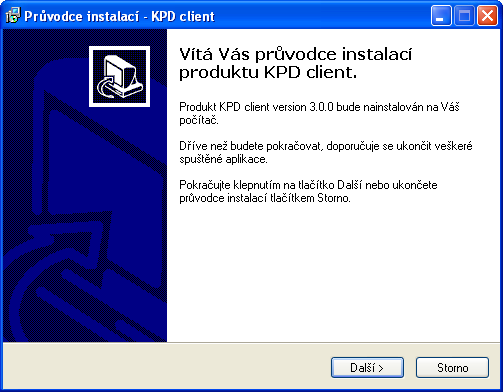 Průvodce instalací - KPD client
Vítá Vás průvodce instalací
produktu KPD client.
Produkt KPD client version 3.0.0 bude nainstalován na Váš
počítač.
Dříve než budete pokračovat, doporučuje se ukončit veškeré
spuštěné aplikace.
Pokračujte klepnutím na tlačítko Další nebo ukončete
průvodce instalací tlačítkem Storno.
Další >
Storno